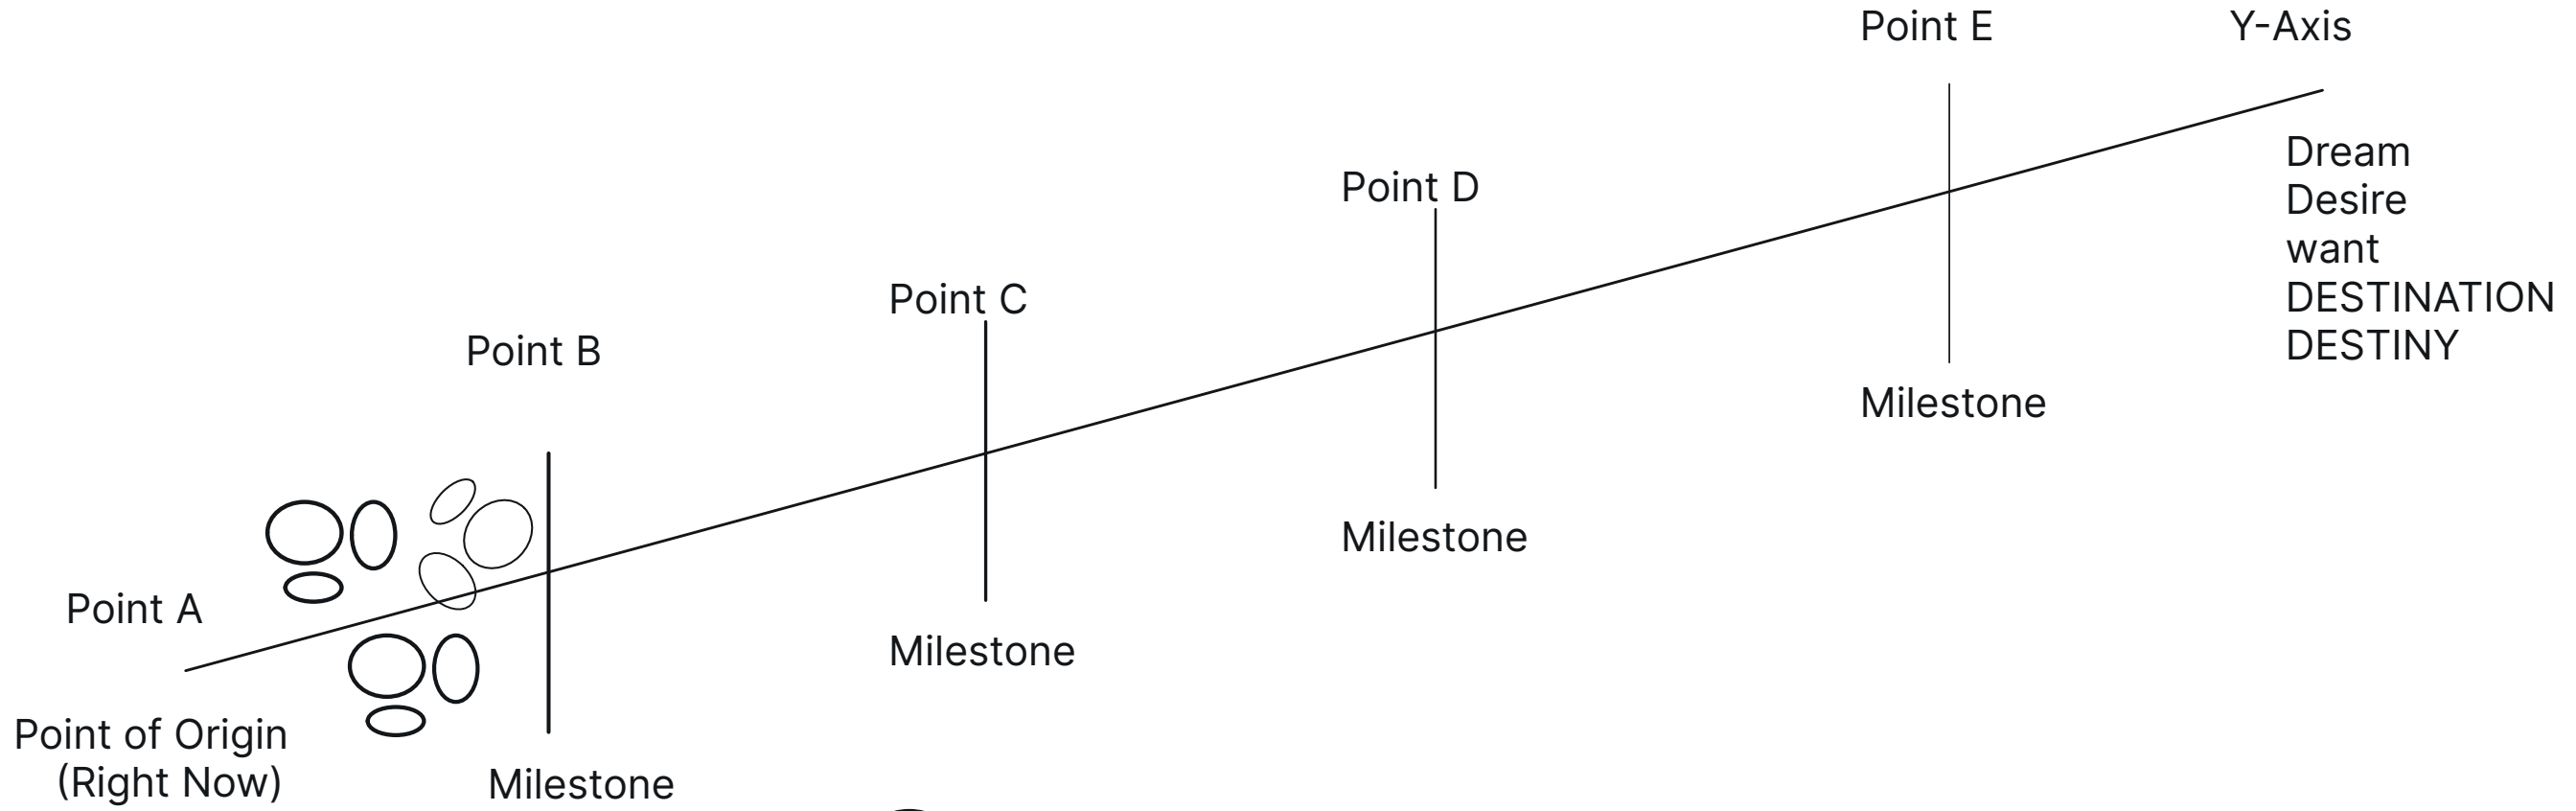 Point E
Y-Axis
Dream
Desire
want
DESTINATION
DESTINY
Point D
Point C
Point B
Milestone
Milestone
Point A
Milestone
Point of Origin
(Right Now)
Milestone